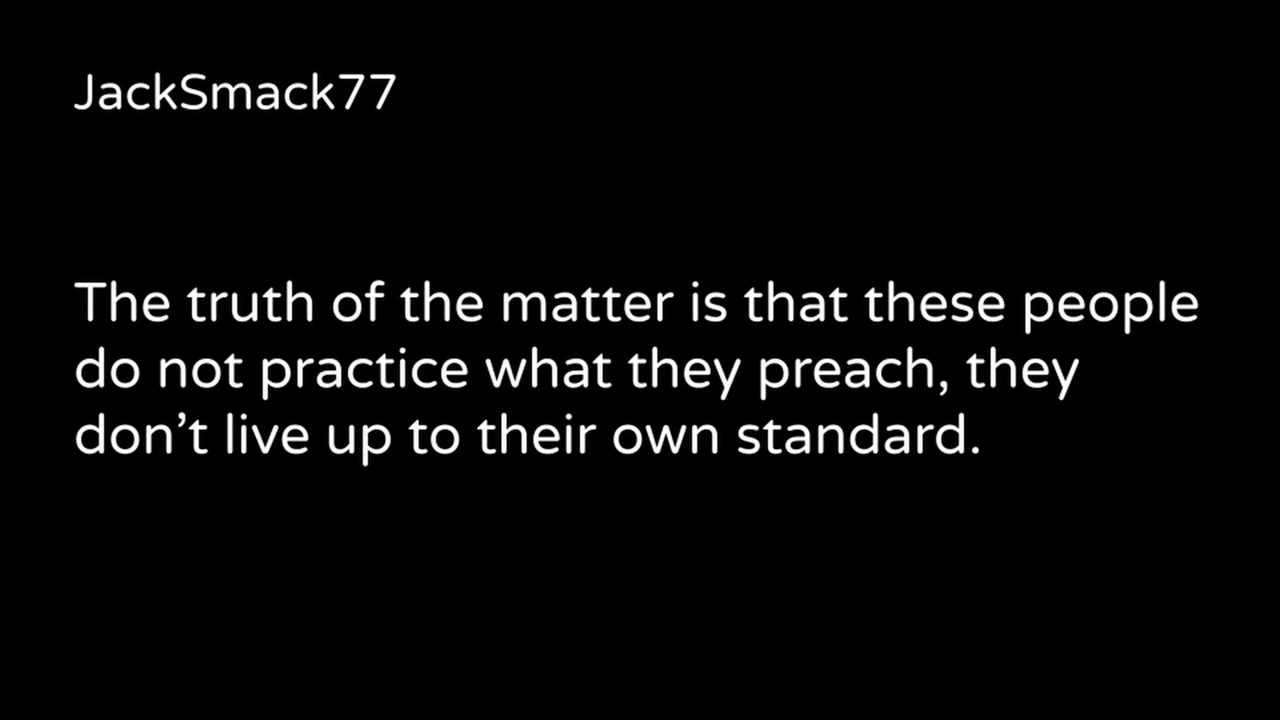 JackSmack77
The truth of the matter is that these people
do not practice what they preach, they
don’t live up to their own standard.